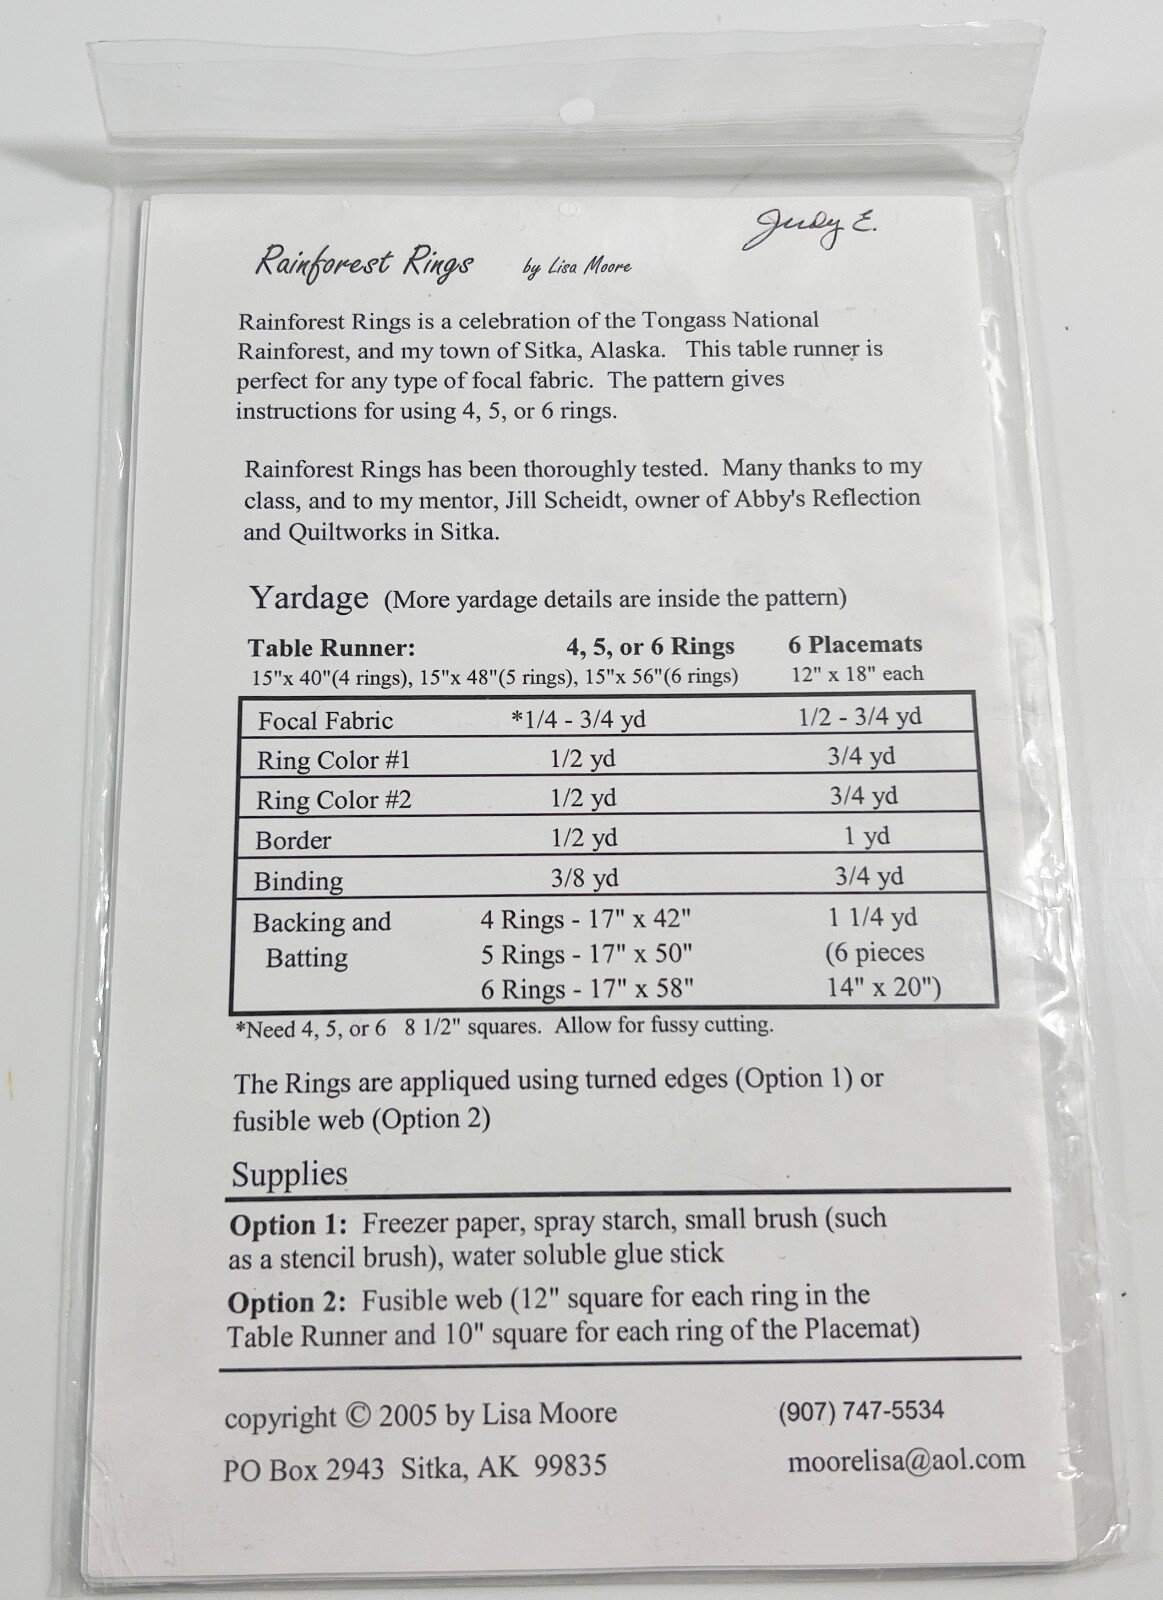 Judy E.
Rainforest Rings by Lisa Moore
Rainforest Rings is a celebration of the Tongass National
Rainforest, and my town of Sitka, Alaska. This table runner is
perfect for any type of focal fabric. The pattern gives
instructions for using 4, 5, or 6 rings.
Rainforest Rings has been thoroughly tested. Many thanks to my
class, and to my mentor, Jill Scheidt, owner of Abby's Reflection
and Quiltworks in Sitka.
Yardage (More yardage details are inside the pattern)
Table Runner: 4, 5, or 6 Rings 6 Placemats
15"x 40"(4 rings), 15"x 48"(5 rings), 15"x 56"(6 rings) 12" x 18" each
Focal Fabric *1/4 - 3/4 yd 1/2 - 3/4 yd
Ring Color #1 1/2 yd 3/4 yd
Ring Color #2 1/2 yd 3/4 yd
Border 1/2 yd 1 yd
Binding 3/8 yd 3/4 yd
Backing and 4 Rings - 17" x 42" 1 1/4 yd
Batting 5 Rings - 17" x 50" (6 pieces
6 Rings - 17" x 58" 14" x 20")
*Need 4, 5, or 6 8 1/2" squares. Allow for fussy cutting.
The Rings are appliqued using turned edges (Option 1) or
fusible web (Option 2)
Supplies
Option 1: Freezer paper, spray starch, small brush (such
as a stencil brush), water soluble glue stick
Option 2: Fusible web (12" square for each ring in the
Table Runner and 10" square for each ring of the Placemat)
copyright © 2005 by Lisa Moore (907) 747-5534
PO Box 2943 Sitka, AK 99835 moorelisa@aol.com